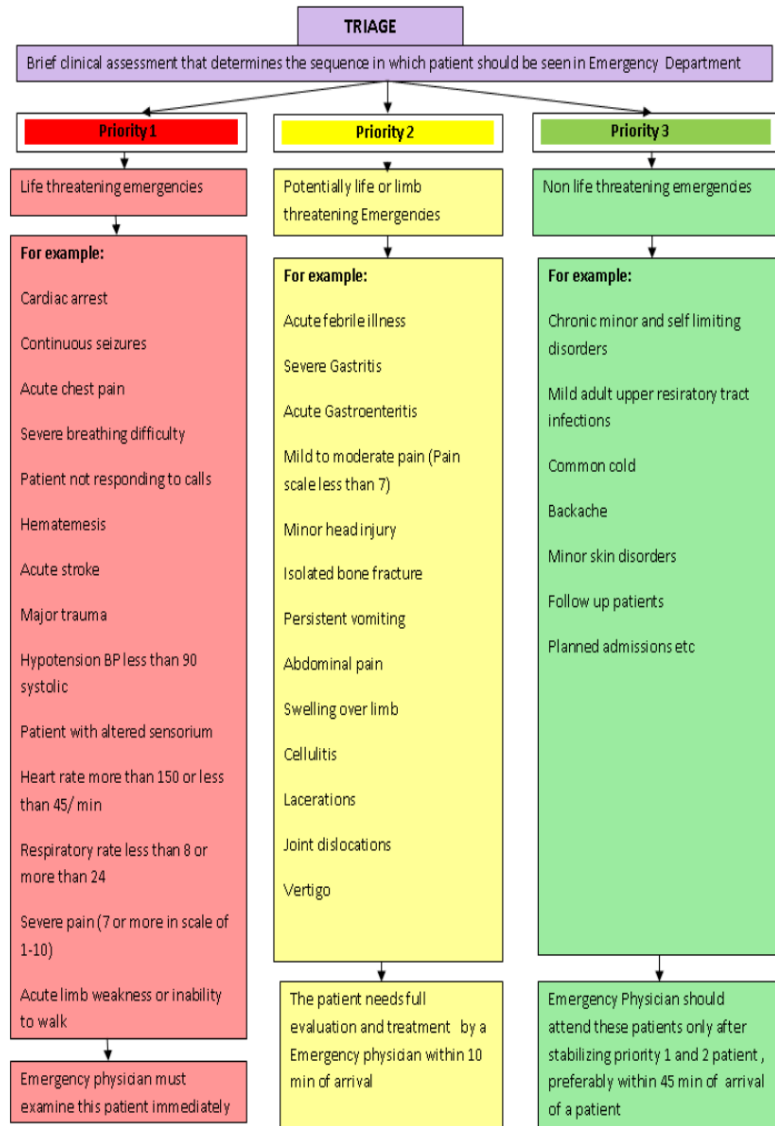 TRIAGE
Brief clinical assessment that determines the sequence in which patient should be seen in Emergency Department
Priority 1
Life threatening emergencies
For example:
Cardiac arrest
Continuous seizures
Acute chest pain
Severe breathing difficulty
Patient not responding to calls
Hematemesis
Acute stroke
Major trauma
Hypotension BP less than 90
systolic
Patient with altered sensorium
Heart rate more than 150 or less
than 45/ min
Respiratory rate less than 8 or
more than 24
Severe pain (7 or more in scale of
1-10)
Acute limb weakness or inability
to walk
Emergency physician must
examine this patient immediately
Priority 2
Potentially life or limb
threatening Emergencies
For example:
Acute febrile illness
Severe Gastritis
Acute Gastroenteritis
Mild to moderate pain (Pain
scale less than 7)
Minor head injury
Isolated bone fracture
Persistent vomiting
Abdominal pain
Swelling over limb
Cellulitis
Lacerations
Joint dislocations
Vertigo
The patient needs full
evaluation and treatment by a
Emergency physician within 10
min of arrival
Priority 3
Non life threatening emergencies
For example:
Chronic minor and self limiting
disorders
Mild adult upper resiratory tract
infections
Common cold
Backache
Minor skin disorders
Follow up patients
Planned admissions etc
Emergency Physician should
attend these patients only after
stabilizing priority 1 and 2 patient ,
preferably within 45 min of arrival
of a patient